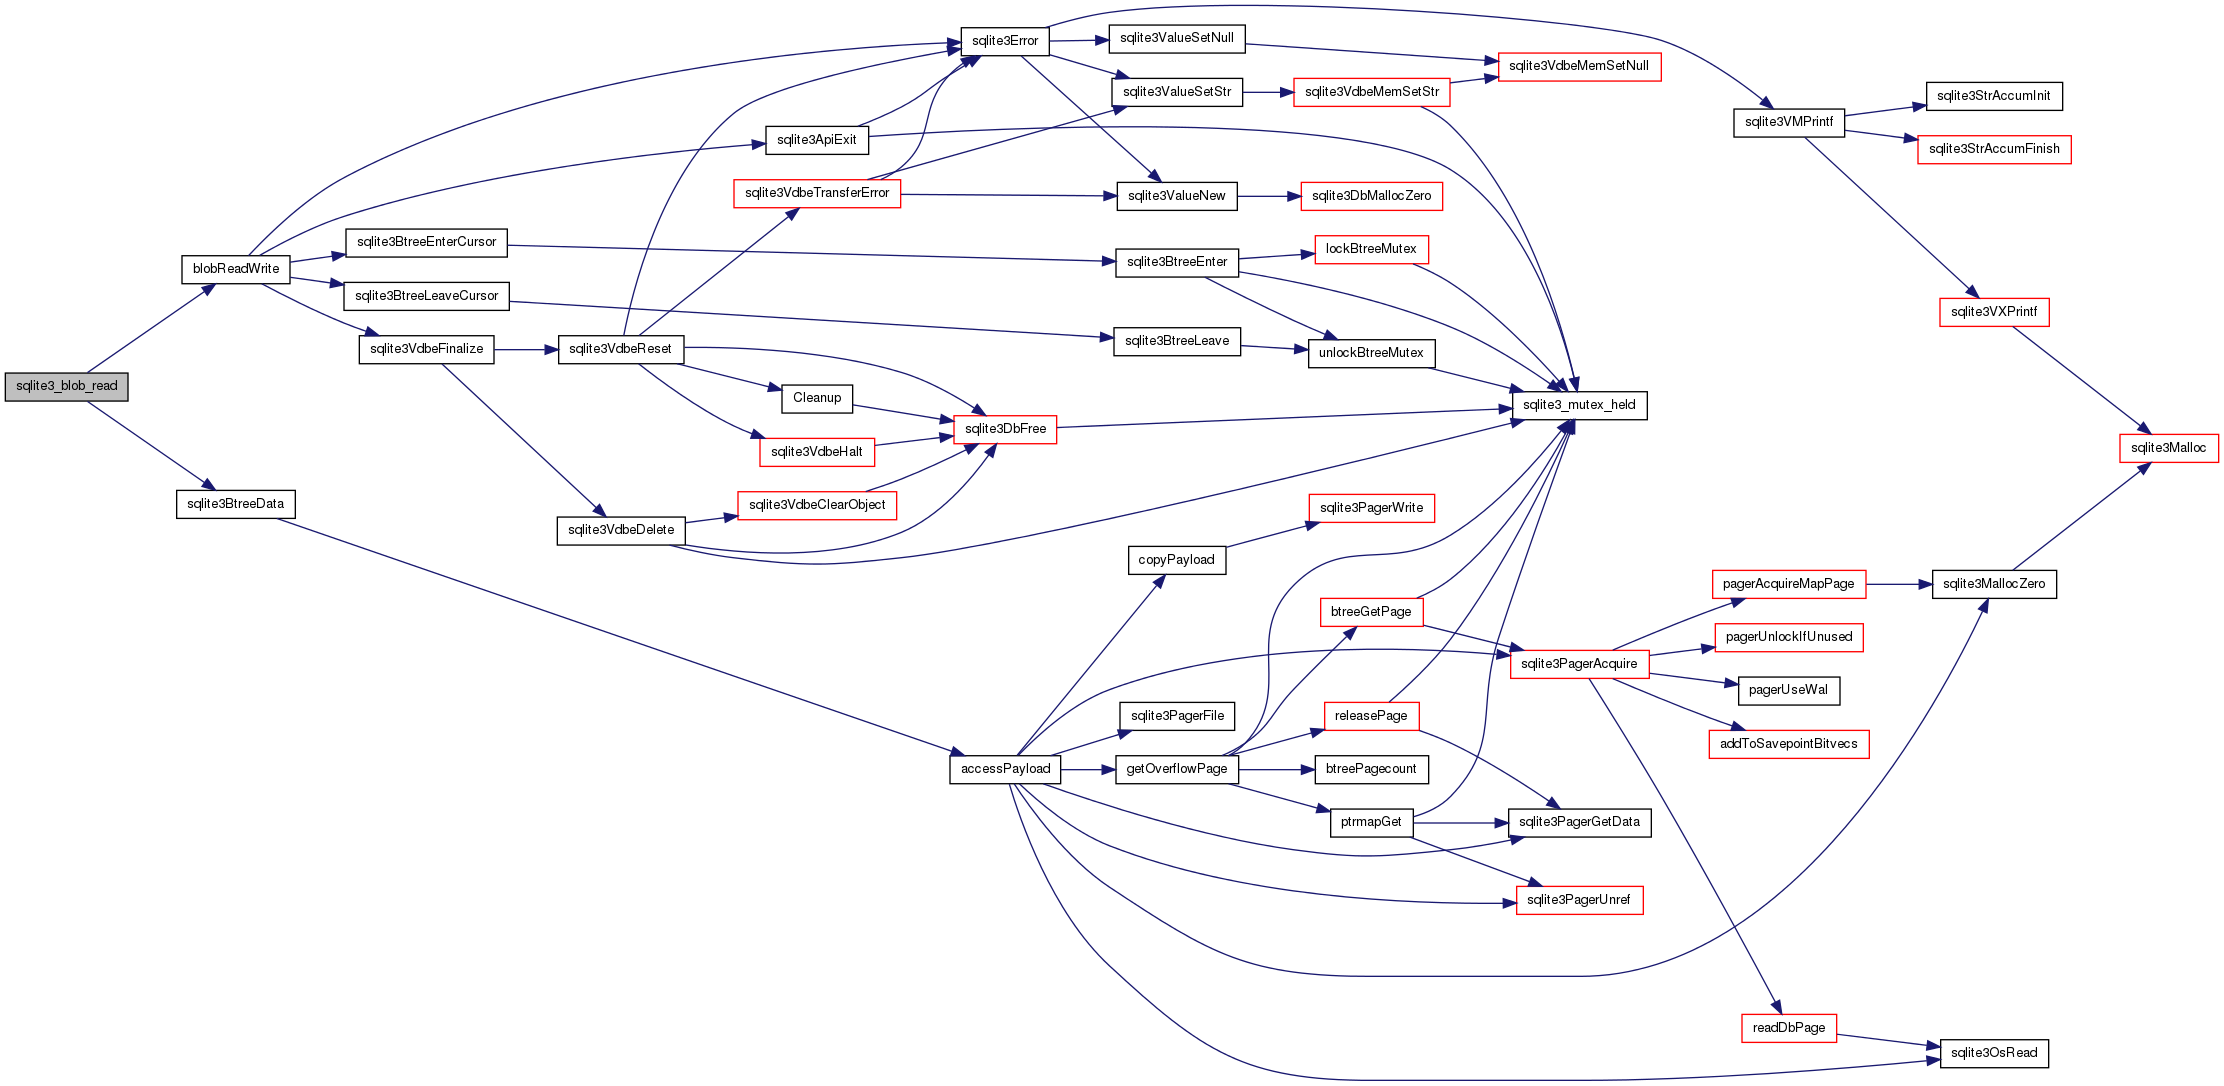 sqlite3_blob_read
blobReadWrite
sqlite3BtreeData
sqlite3BtreeEnterCursor
sqlite3BtreeLeaveCursor
sqlite3VdbeFinalize
sqlite3VdbeReset
sqlite3VdbeDelete
sqlite3ApiExit
sqlite3VdbeTransferError
Cleanup
sqlite3VdbeHalt
sqlite3VdbeClearObject
sqlite3Error
sqlite3DbFree
accessPayload
sqlite3ValueSetNull
sqlite3ValueSetStr
sqlite3ValueNew
sqlite3BtreeEnter
sqlite3BtreeLeave
copyPayload
sqlite3PagerFile
getOverflowPage
sqlite3VdbeMemSetStr
sqlite3DbMallocZero
lockBtreeMutex
unlockBtreeMutex
sqlite3PagerWrite
btreeGetPage
releasePage
btreePagecount
ptrmapGet
sqlite3VdbeMemSetNull
sqlite3_mutex_held
sqlite3PagerAcquire
sqlite3PagerGetData
sqlite3PagerUnref
sqlite3VMPrintf
pagerAcquireMapPage
pagerUnlockIfUnused
pagerUseWal
addToSavepointBitvecs
readDbPage
sqlite3StrAccumInit
sqlite3StrAccumFinish
sqlite3VXPrintf
sqlite3MallocZero
sqlite3OsRead
sqlite3Malloc